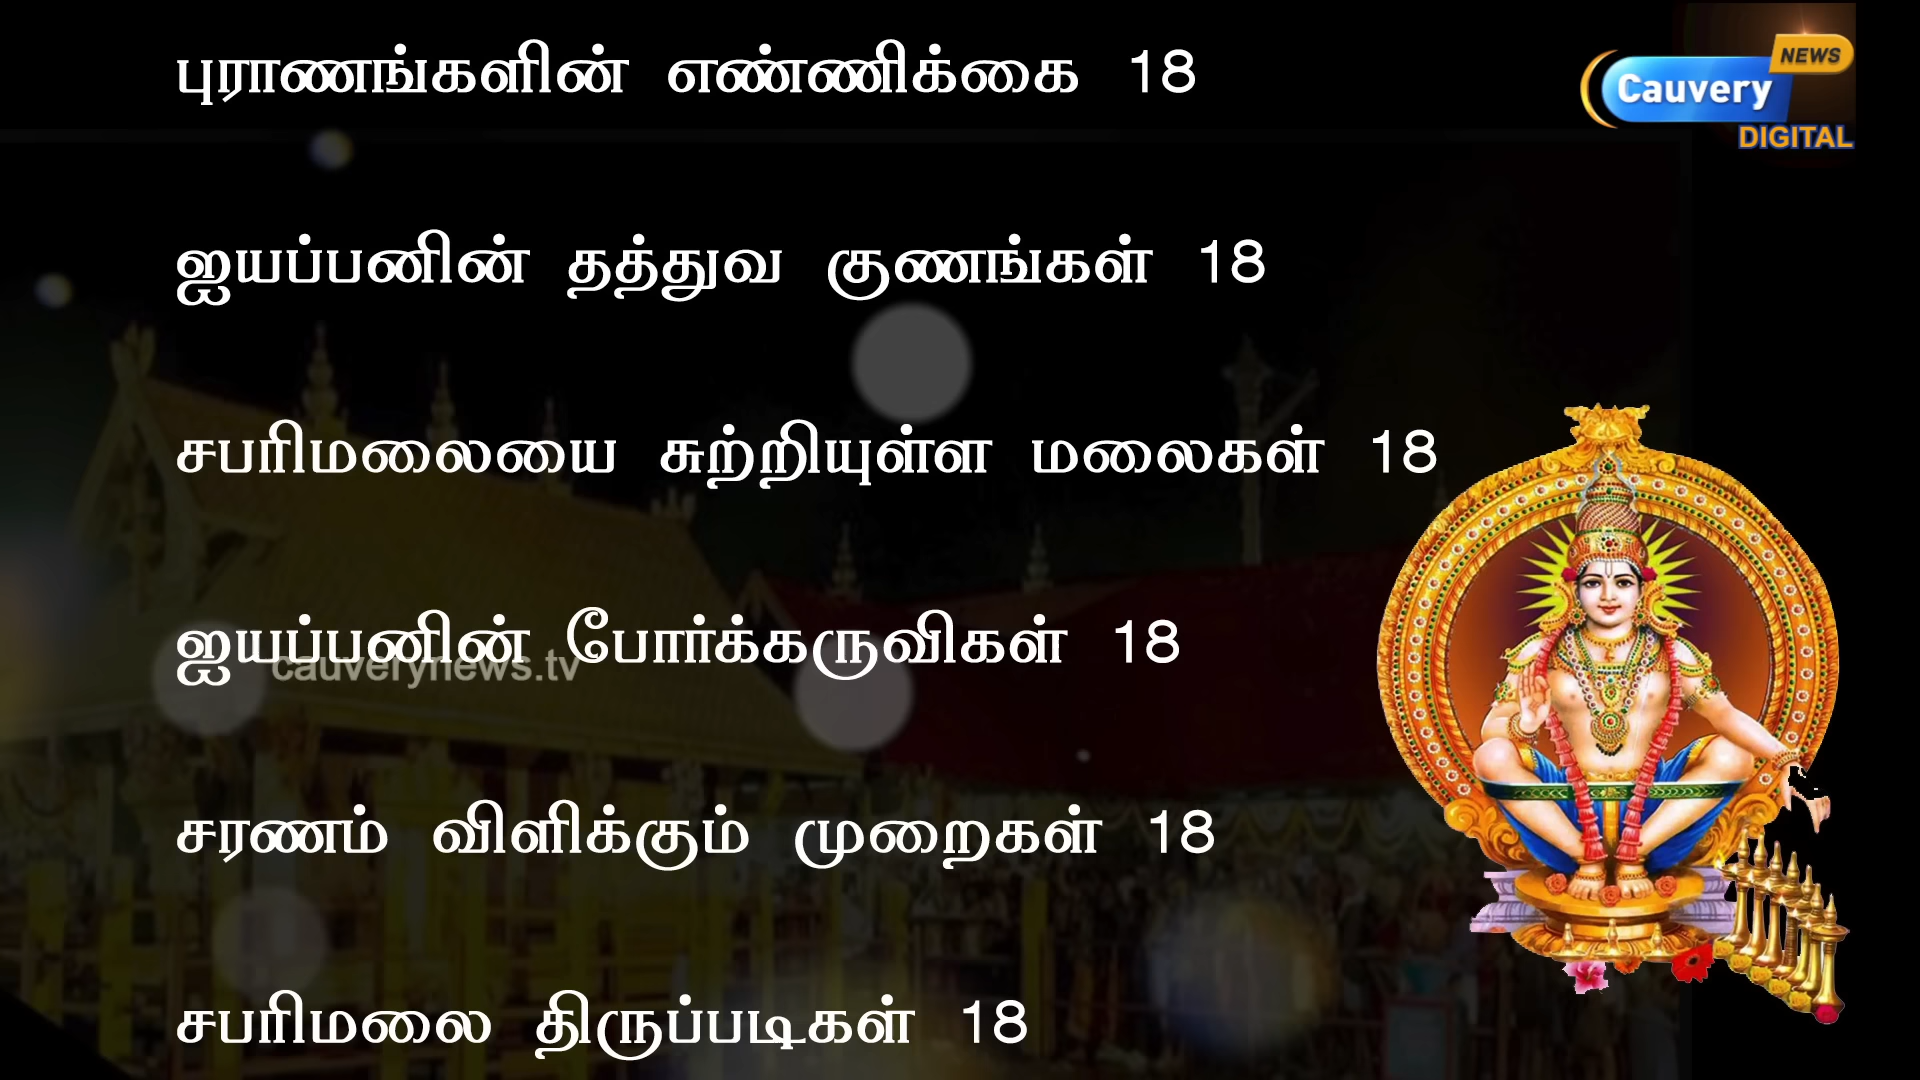 புராணங்களின் எண்ணிக்கை 18
NEWS
Cauvery
DIGITAL
ஐயப்பனின் தத்துவ குணங்கள் 18
சபரிமலையை சுற்றியுள்ள மலைகள் 18
ஐயப்பனின் போர்க்கருவிகள் 18
cauverynews.tv
சரணம் விளிக்கும் முறைகள் 18
சபரிமலை திருப்படிகள் 18